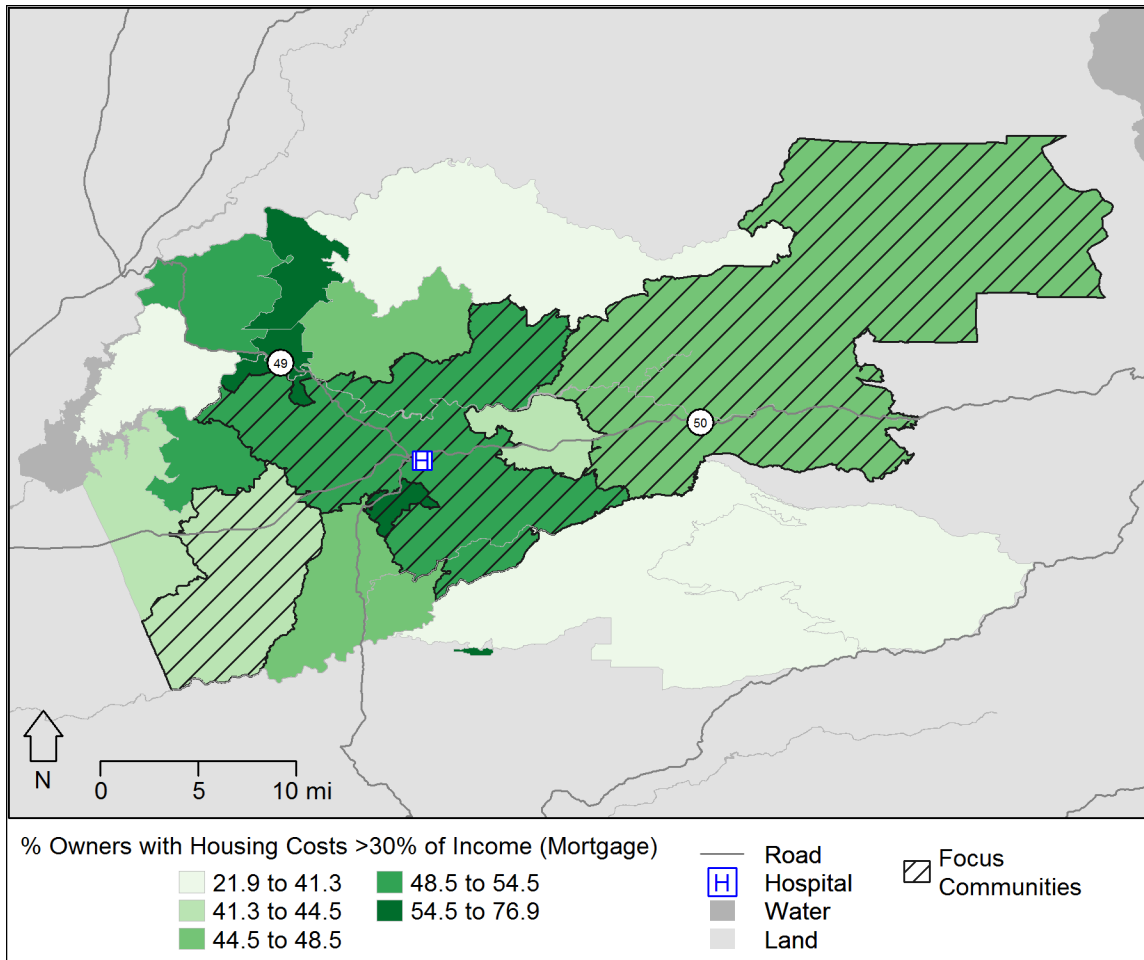 49
50
H
N
0 5 10 mi
% Owners with Housing Costs >30% of Income (Mortgage)
21.9 to 41.3
41.3 to 44.5
44.5 to 48.5
48.5 to 54.5
54.5 to 76.9
Road
H Hospital
Water
Land
Focus
Communities